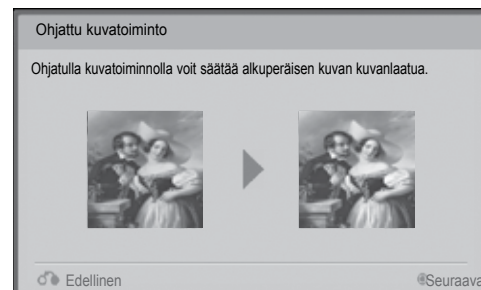 Ohjattu kuvatoiminto
Ohjatulla kuvatoiminnolla voit säätää alkuperäisen kuvan kuvanlaatua.
Edellinen
Seuraava